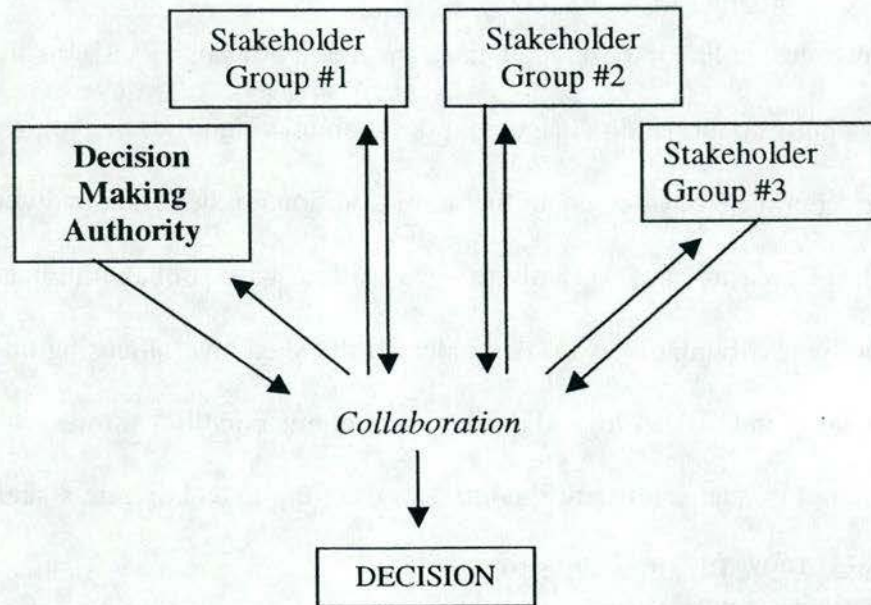 Stakeholder
Group #1
Stakeholder
Group #2
Decision
Making
Authority
Stakeholder
Group #3
Collaboration
DECISION